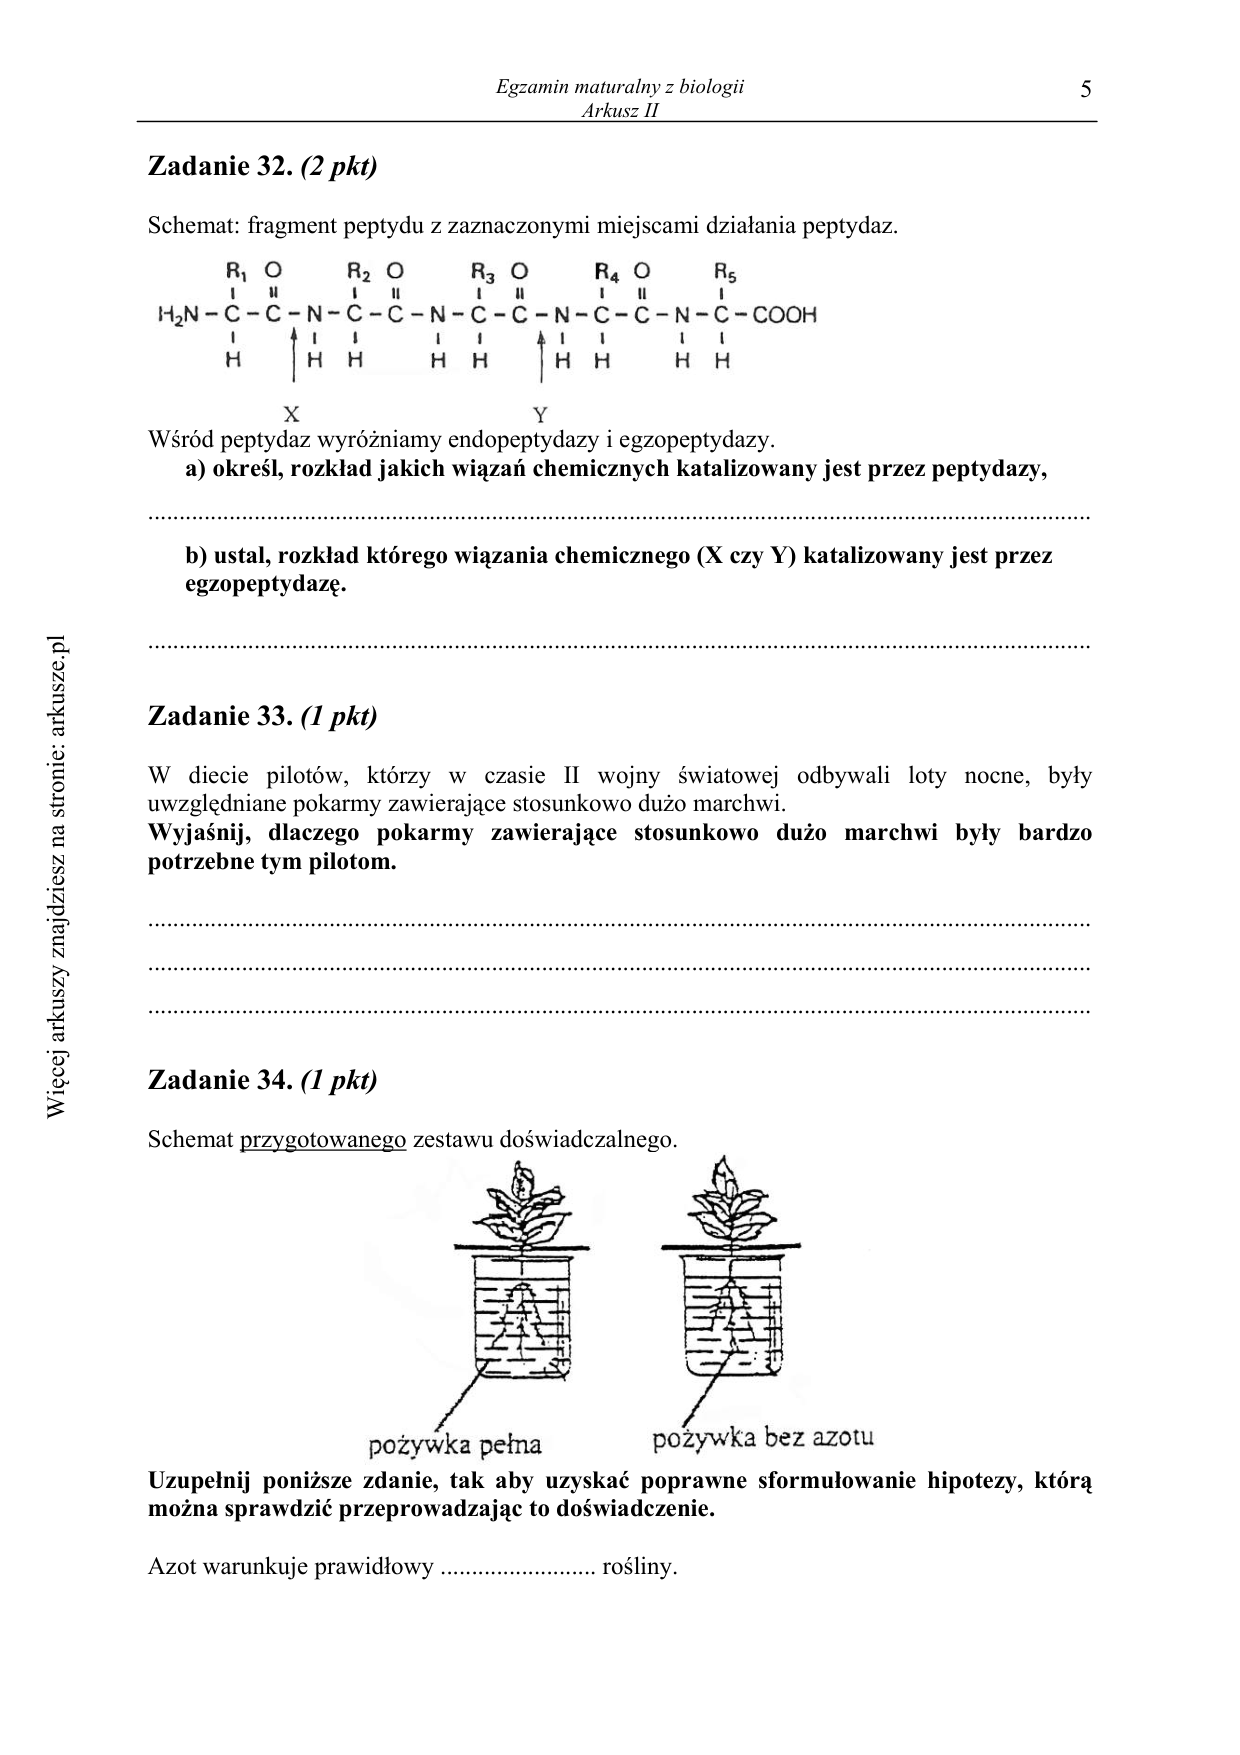 Egzamin maturalny z biologii
Arkusz II
5
Zadanie 32. (2 pkt)
Schemat: fragment peptydu z zaznaczonymi miejscami działania peptydaz.
R₁ O R₂ O R₃ O R₄ O R₅
H₂N – C – C – N – C – C – N – C – C – N – C – C – N – C – COOH
H H H H H H H H H
X Y
Wśród peptydaz wyróżniamy endopeptydazy i egzopeptydazy.
a) określ, rozkład jakich wiązań chemicznych katalizowany jest przez peptydazy,
..........
b) ustal, rozkład którego wiązania chemicznego (X czy Y) katalizowany jest przez
egzopeptydazę.
..........
Zadanie 33. (1 pkt)
W diecie pilotów, którzy w czasie II wojny światowej odbywali loty nocne, były
uwzględniane pokarmy zawierające stosunkowo dużo marchwi.
Wyjaśnij, dlaczego pokarmy zawierające stosunkowo dużo marchwi były bardzo
potrzebne tym pilotom.
..........
..........
..........
Zadanie 34. (1 pkt)
Schemat przygotowanego zestawu doświadczalnego.
pożywka pełna
pożywka bez azotu
Uzupełnij poniższe zdanie, tak aby uzyskać poprawne sformułowanie hipotezy, którą
można sprawdzić przeprowadzając to doświadczenie.
Azot warunkuje prawidłowy ......................... rośliny.
Więcej arkuszy znajdziesz na stronie: arkusze.pl